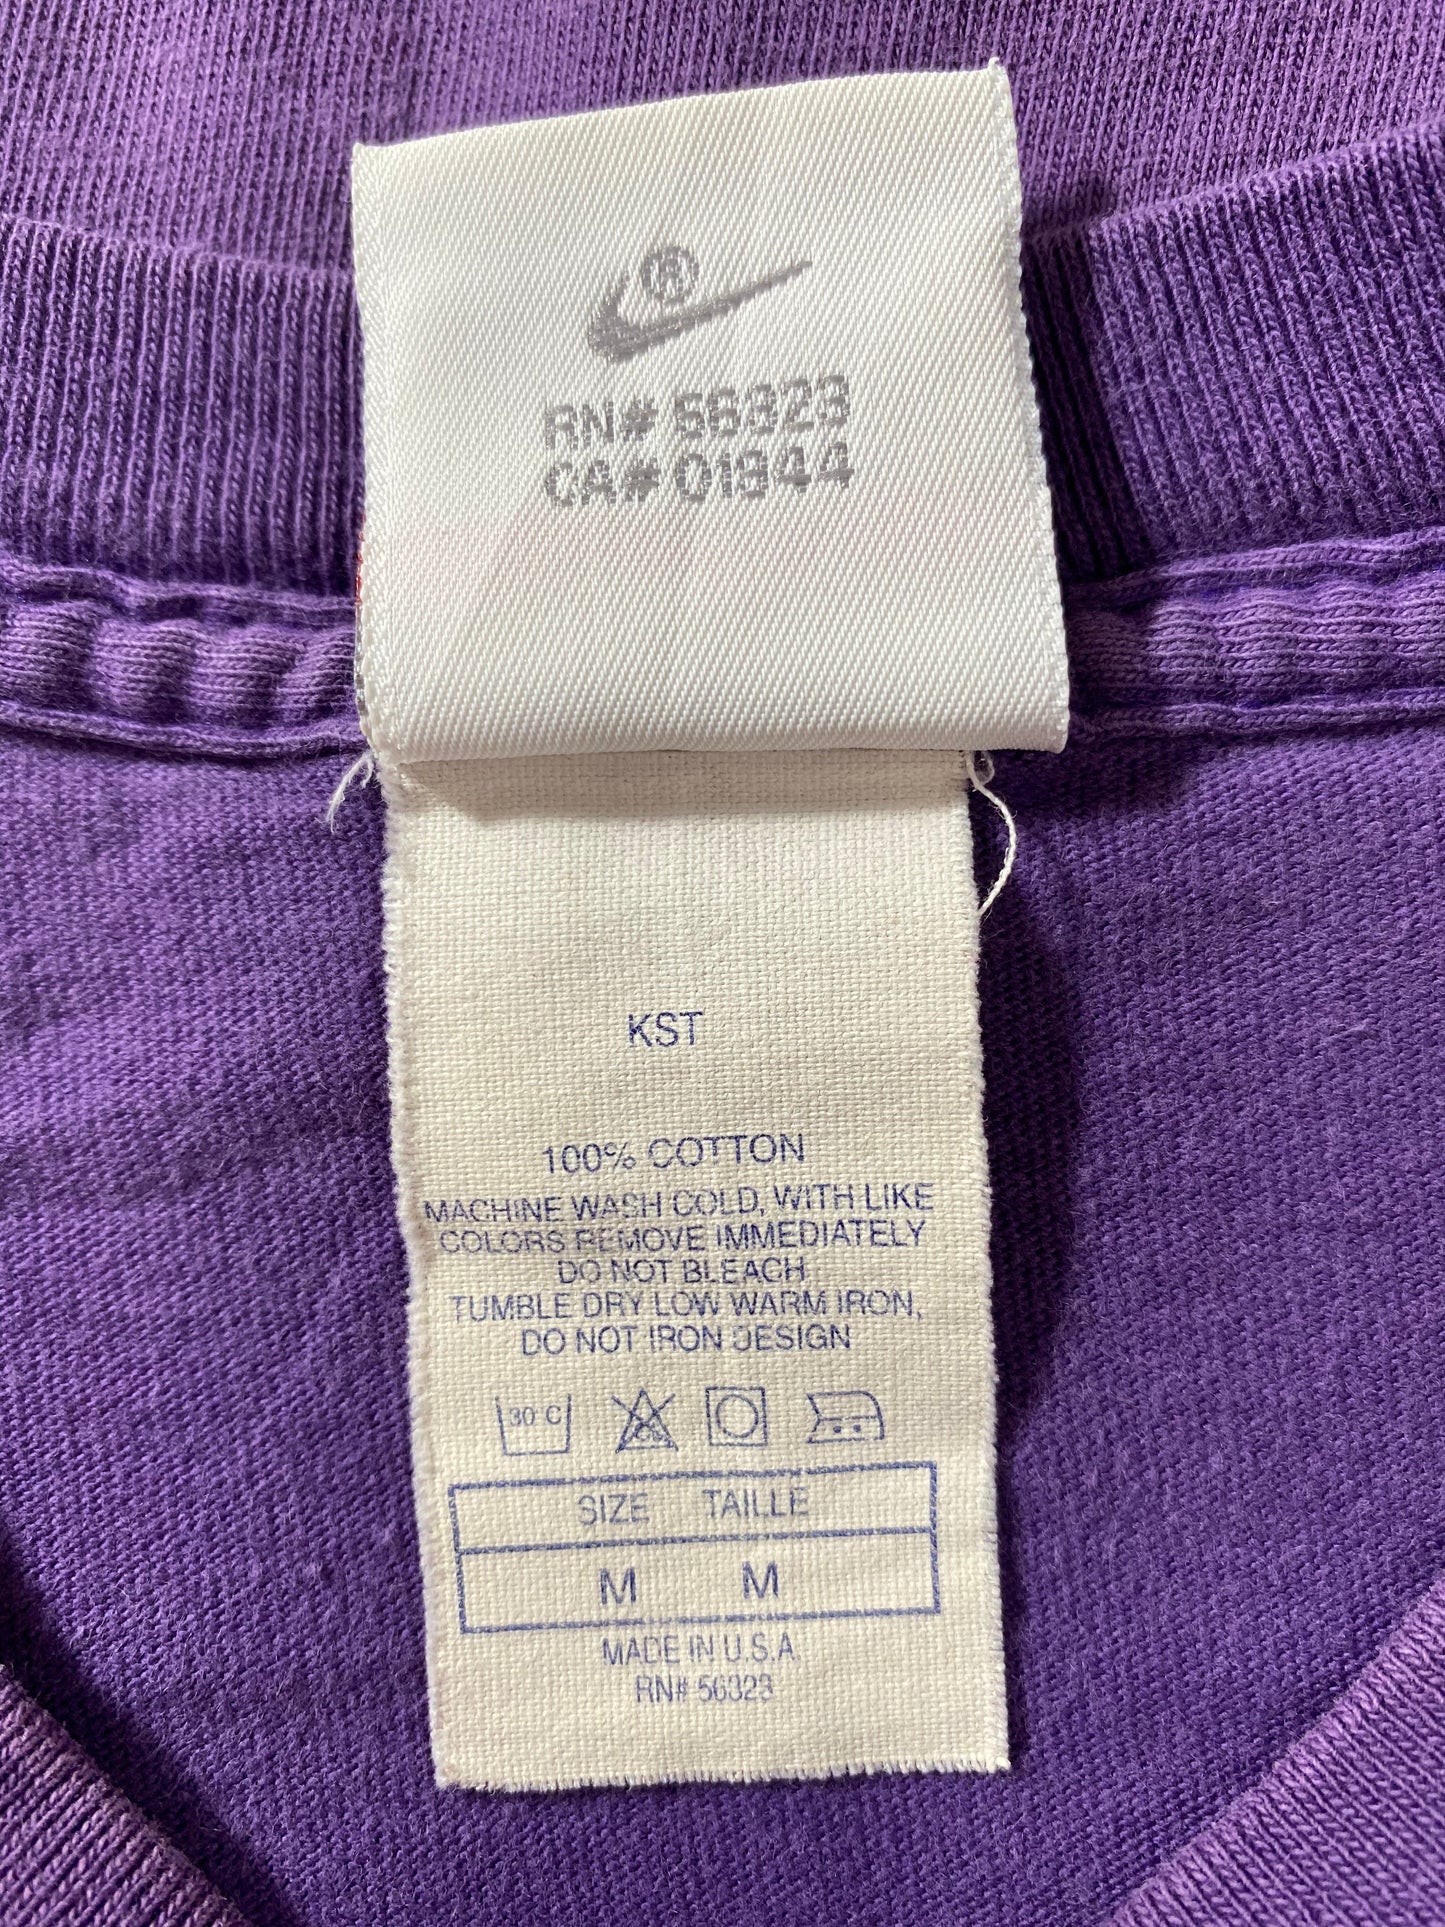 RN# 56323
CA# 01944
KST
100% COTTON
MACHINE WASH COLD, WITH LIKE
COLORS REMOVE IMMEDIATELY
DO NOT BLEACH
TUMBLE DRY LOW WARM IRON,
DO NOT IRON DESIGN
30 C CL
SIZE TAILLE
M M
MADE IN U.S.A.
RN# 56323